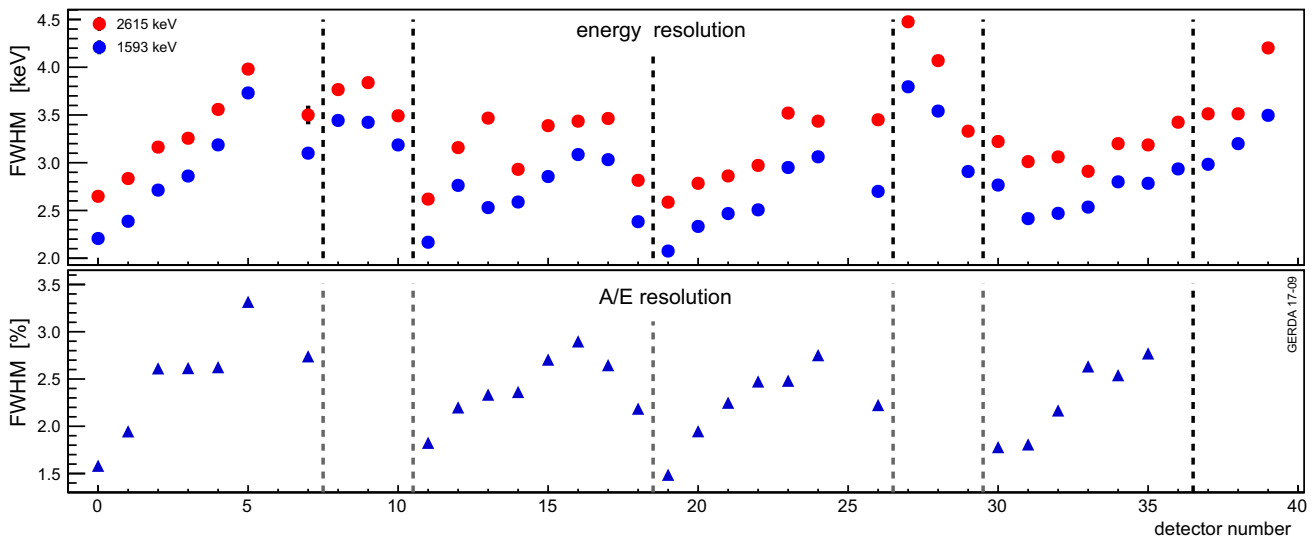 energy resolution
2615 keV
1593 keV
FWHM [keV]
4.5
4.0
3.5
3.0
2.5
2.0
A/E resolution
FWHM [%]
3.5
3.0
2.5
2.0
1.5
GERDA 17-09
0 5 10 15 20 25 30 35 40
detector number